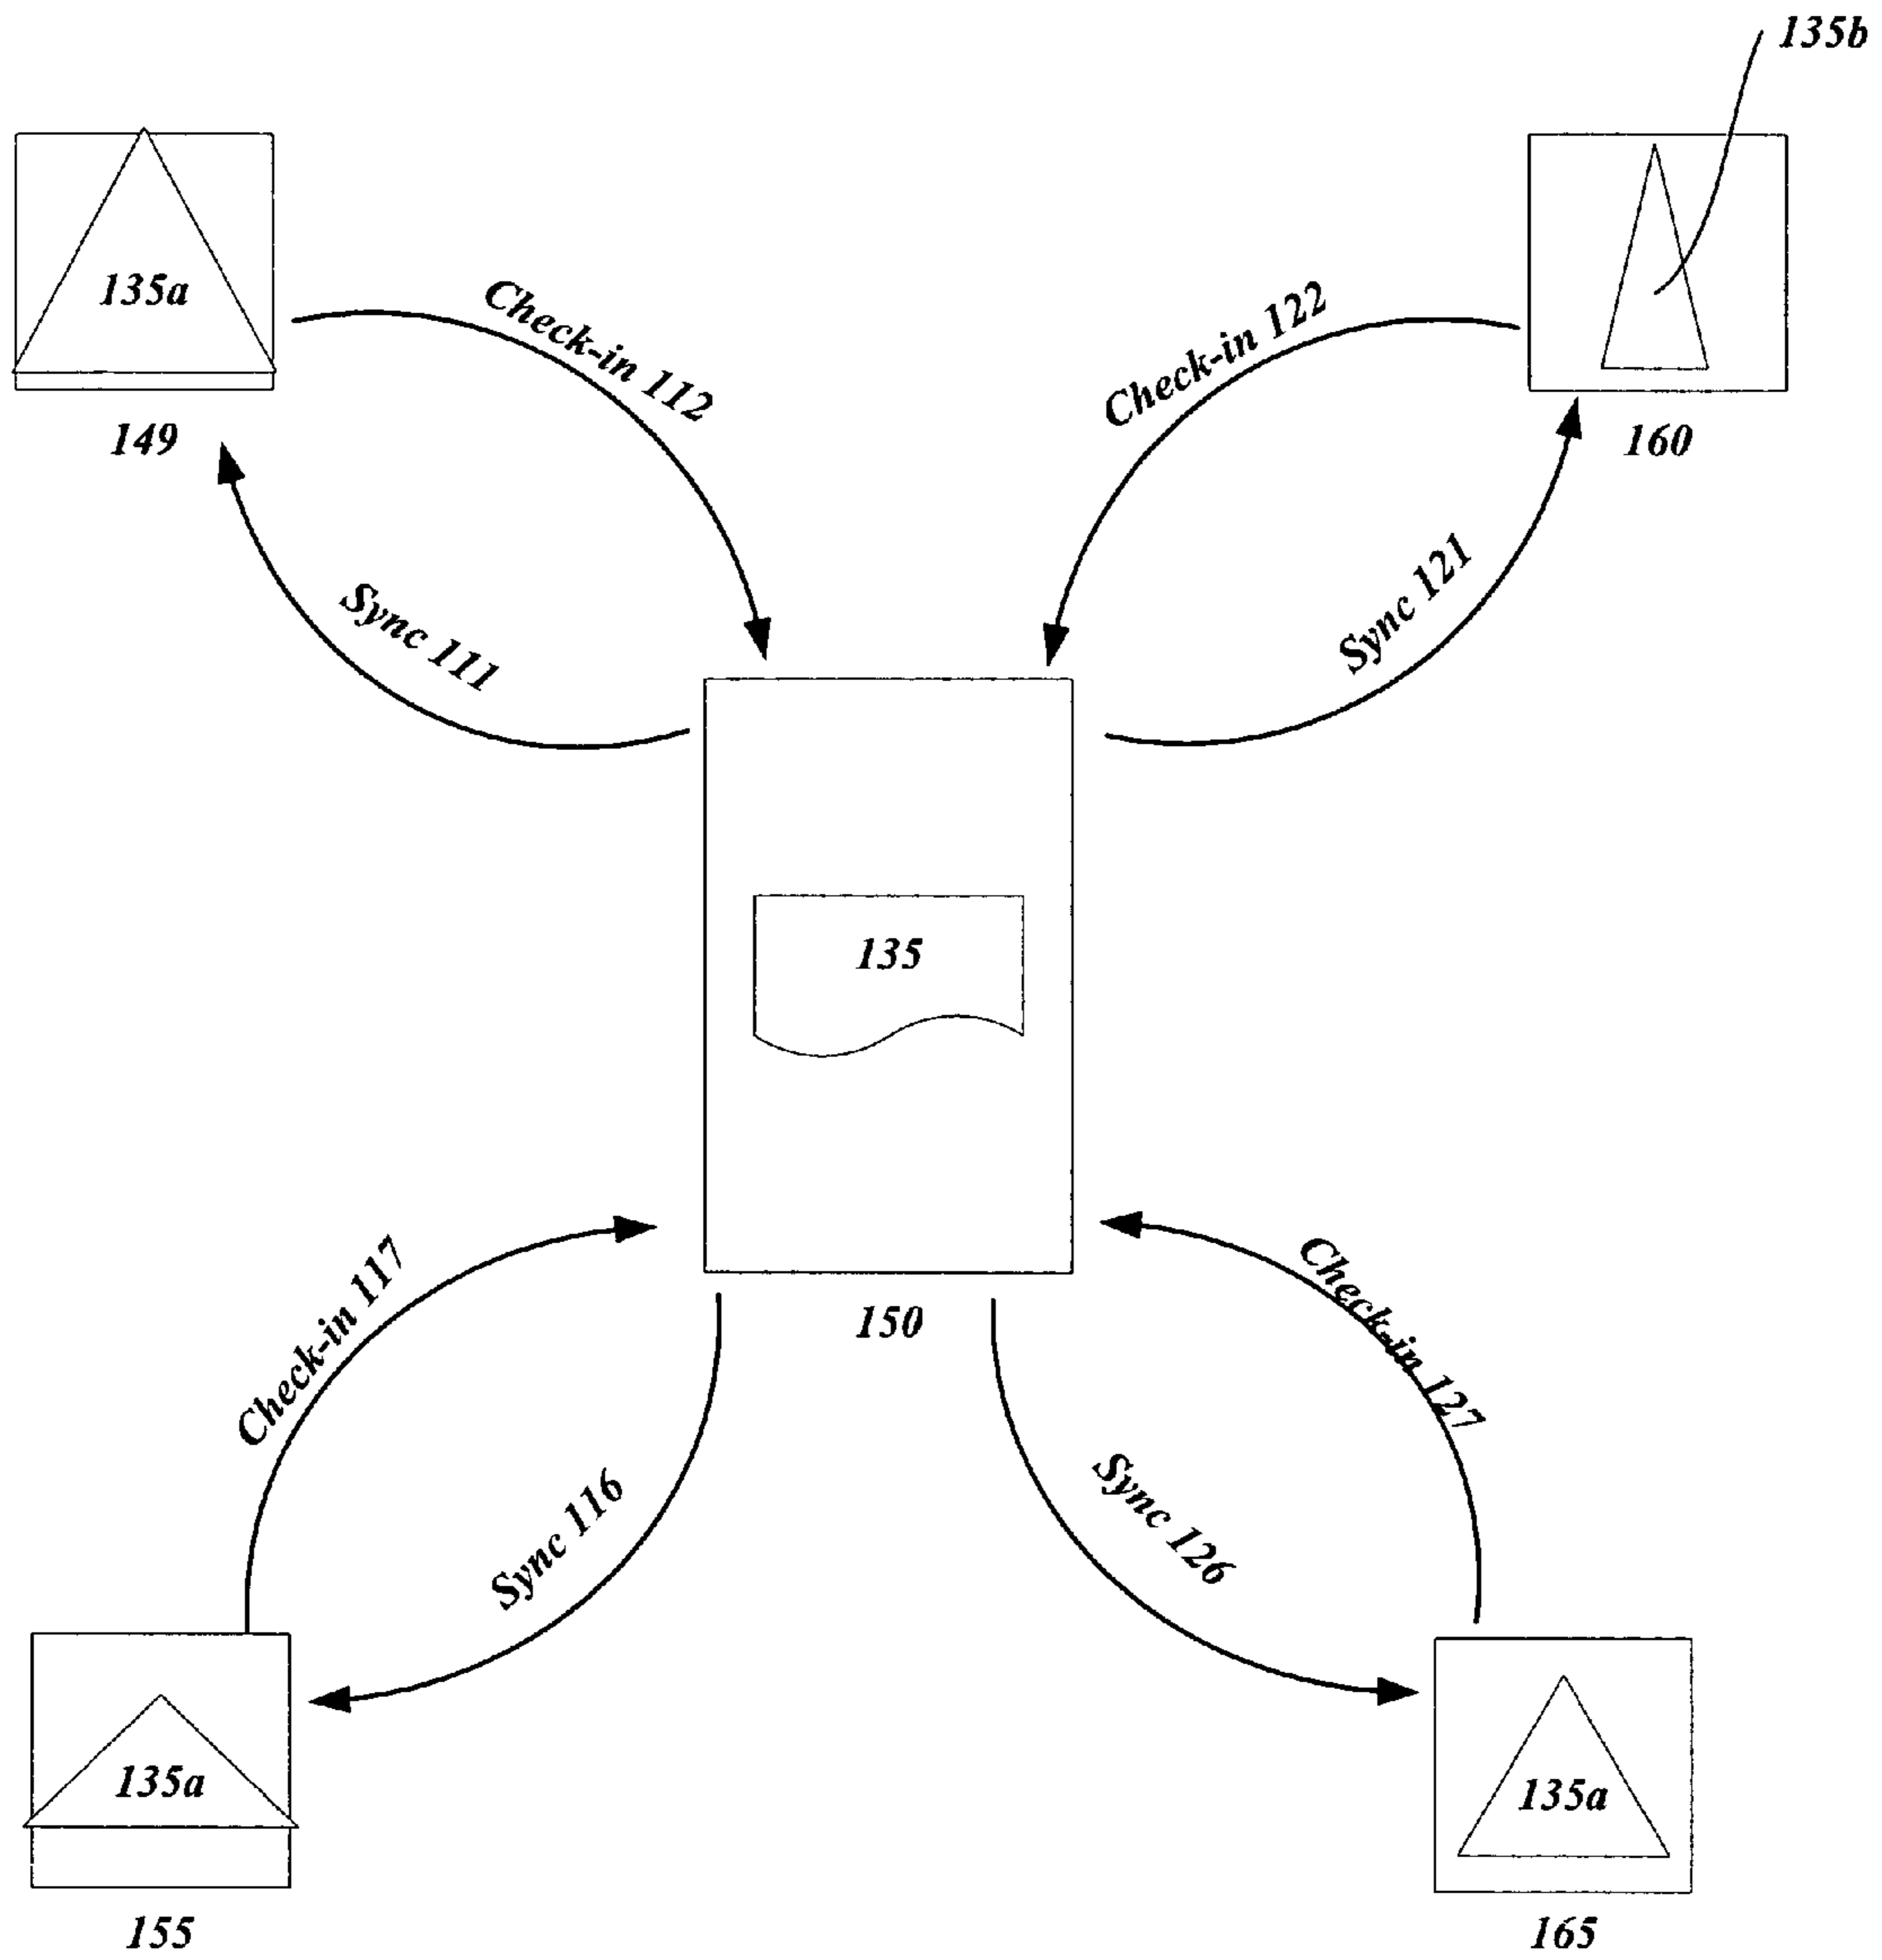 135b
135a
149
Check-in 112
Sync 111
Check-in 122
160
Sync 121
135
150
Check-in 117
Sync 116
Check-in 127
Sync 126
135a
155
135a
165